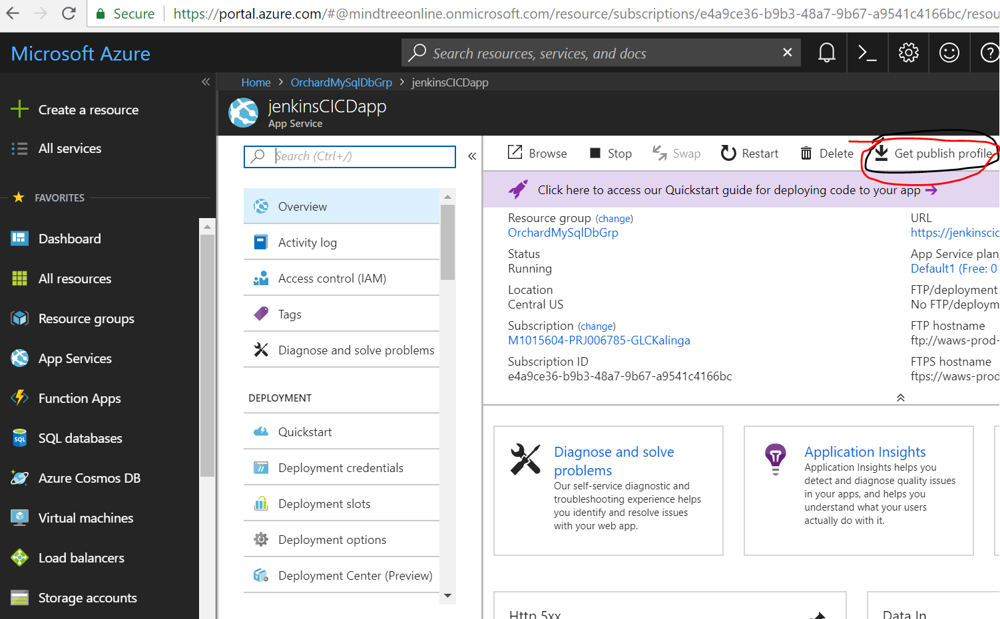 Secure
https://portal.azure.com/#@mindtreeonline.onmicrosoft.com/resource/subscriptions/e4a9ce36-b9b3-48a7-9b67-a9541c4166bc/resou
Microsoft Azure
Search resources, services, and docs
Home > OrchardMySqlDbGrp > jenkinsCICDapp
jenkinsCICDapp
App Service
Create a resource
All services
FAVORITES
Dashboard
All resources
Resource groups
App Services
Function Apps
SQL databases
Azure Cosmos DB
Virtual machines
Load balancers
Storage accounts
Search (Ctrl+/)
Overview
Activity log
Access control (IAM)
Tags
Diagnose and solve problems
DEPLOYMENT
Quickstart
Deployment credentials
Deployment slots
Deployment options
Deployment Center (Preview)
Browse Stop Swap Restart Delete Get publish profile
Click here to access our Quickstart guide for deploying code to your app
Resource group (change)
OrchardMySqlDbGrp
Status
Running
Location
Central US
Subscription (change)
M1015604-PRJ006785-GLCKalinga
Subscription ID
e4a9ce36-b9b3-48a7-9b67-a9541c4166bc
URL
https://jenkinscic
App Service plan/
Default1 (Free: 0
FTP/deployment
No FTP/deploym
FTP hostname
ftp://waws-prod-
FTPS hostname
ftps://waws-prod
Diagnose and solve
problems
Our self-service diagnostic and
troubleshooting experience helps
you identify and resolve issues
with your web app.
Application Insights
Application Insights helps you
detect and diagnose quality issues
in your apps, and helps you
understand what your users
actually do with it.
Http 5xx
Data In